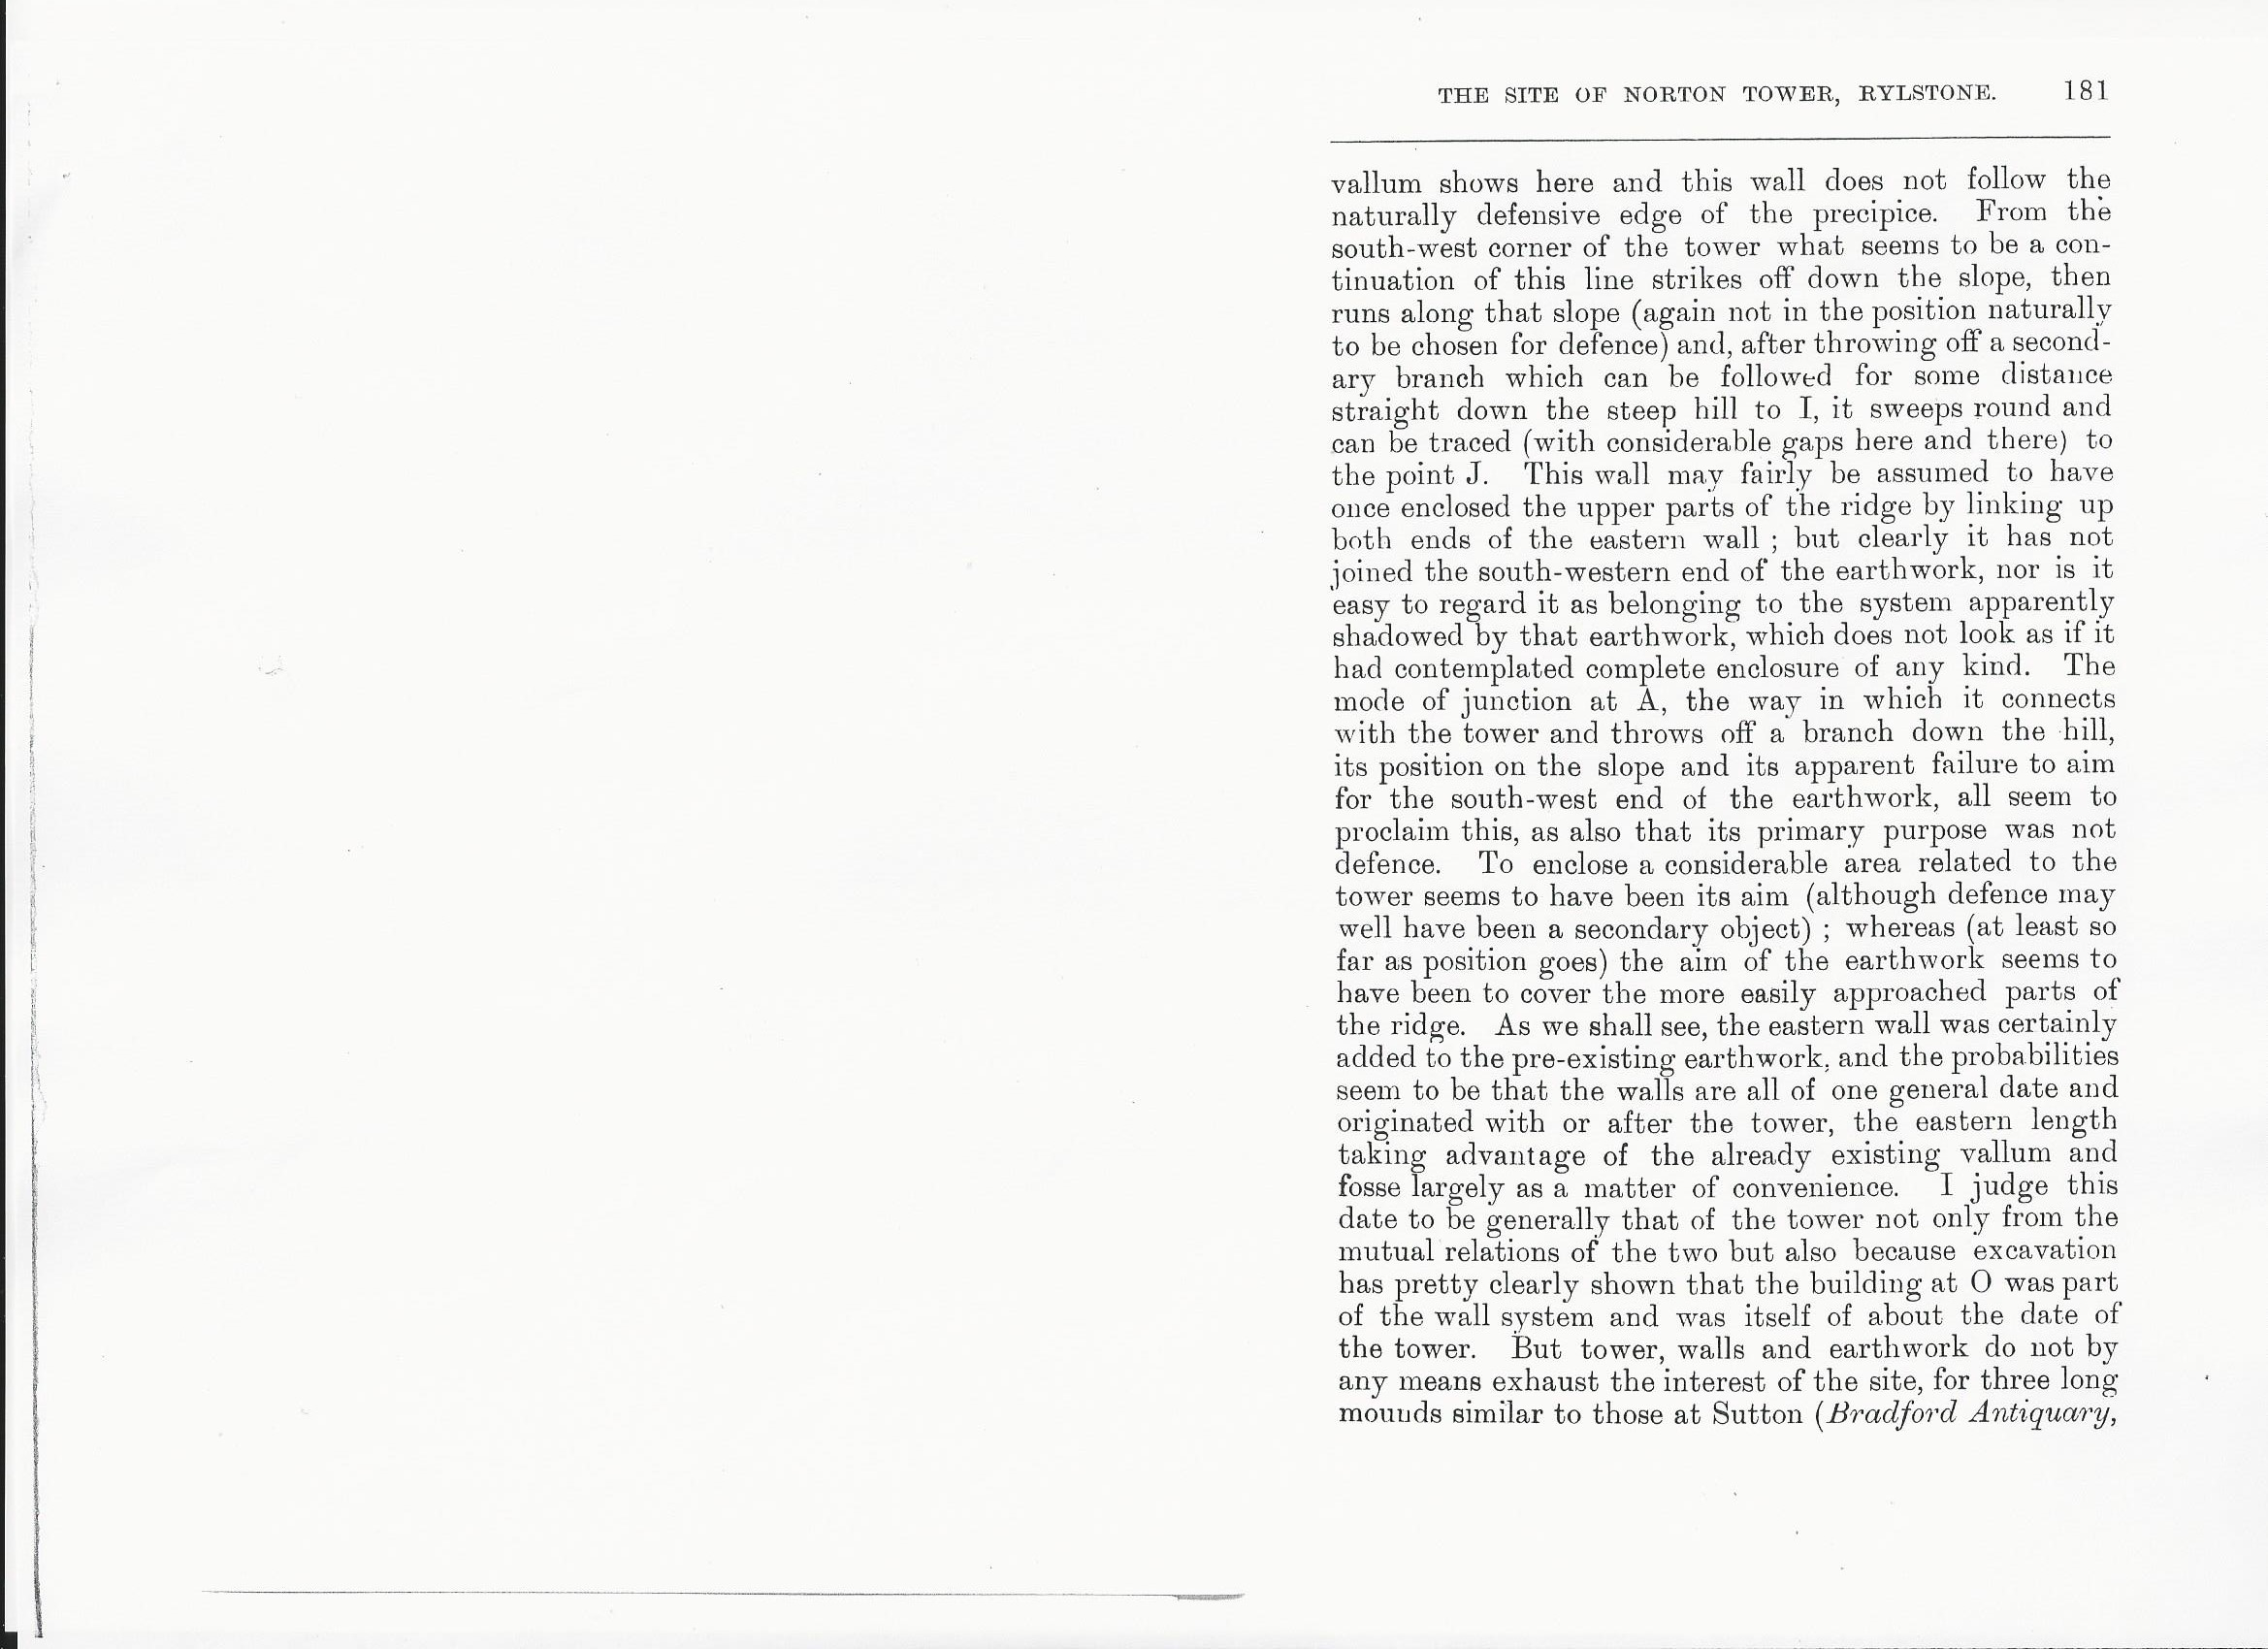 THE SITE OF NORTON TOWER, RYLSTONE. 181
vallum shows here and this wall does not follow the
naturally defensive edge of the precipice. From the
south-west corner of the tower what seems to be a con-
tinuation of this line strikes off down the slope, then
runs along that slope (again not in the position naturally
to be chosen for defence) and, after throwing off a second-
ary branch which can be followed for some distance
straight down the steep hill to I, it sweeps round and
can be traced (with considerable gaps here and there) to
the point J. This wall may fairly be assumed to have
once enclosed the upper parts of the ridge by linking up
both ends of the eastern wall ; but clearly it has not
joined the south-western end of the earthwork, nor is it
easy to regard it as belonging to the system apparently
shadowed by that earthwork, which does not look as if it
had contemplated complete enclosure of any kind. The
mode of junction at A, the way in which it connects
with the tower and throws off a branch down the hill,
its position on the slope and its apparent failure to aim
for the south-west end of the earthwork, all seem to
proclaim this, as also that its primary purpose was not
defence. To enclose a considerable area related to the
tower seems to have been its aim (although defence may
well have been a secondary object) ; whereas (at least so
far as position goes) the aim of the earthwork seems to
have been to cover the more easily approached parts of
the ridge. As we shall see, the eastern wall was certainly
added to the pre-existing earthwork, and the probabilities
seem to be that the walls are all of one general date and
originated with or after the tower, the eastern length
taking advantage of the already existing vallum and
fosse largely as a matter of convenience. I judge this
date to be generally that of the tower not only from the
mutual relations of the two but also because excavation
has pretty clearly shown that the building at O was part
of the wall system and was itself of about the date of
the tower. But tower, walls and earthwork do not by
any means exhaust the interest of the site, for three long
mounds similar to those at Sutton (Bradford Antiquary,